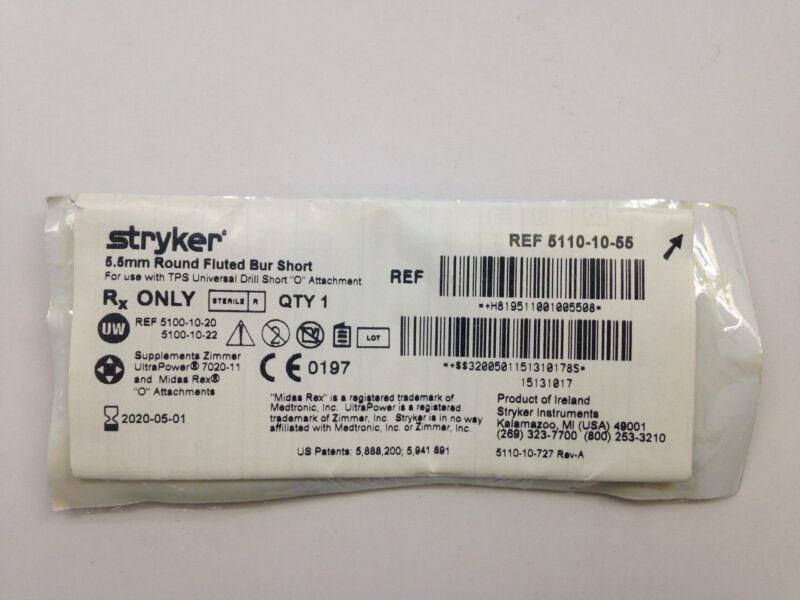 stryker®
REF 5110-10-55
5.5mm Round Fluted Bur Short
For use with TPS Universal Drill Short "O" Attachment
REF
*+H819511001005508*
Rx ONLY STERILE R QTY 1
UW REF 5100-10-20
5100-10-22
2
LOT
*+$$3200501151310178S*
15131017
Supplements Zimmer
UltraPower® 7020-11
and Midas Rex®
"O" Attachments
CE 0197
2020-05-01
"Midas Rex" is a registered trademark of
Medtronic, Inc. UltraPower is a registered
trademark of Zimmer, Inc. Stryker is in no way
affiliated with Medtronic, Inc. or Zimmer, Inc.
Product of Ireland
Stryker Instruments
Kalamazoo, MI (USA) 49001
(269) 323-7700 (800) 253-3210
US Patents: 5,888,200; 5,941 891
5110-10-727 Rev-A